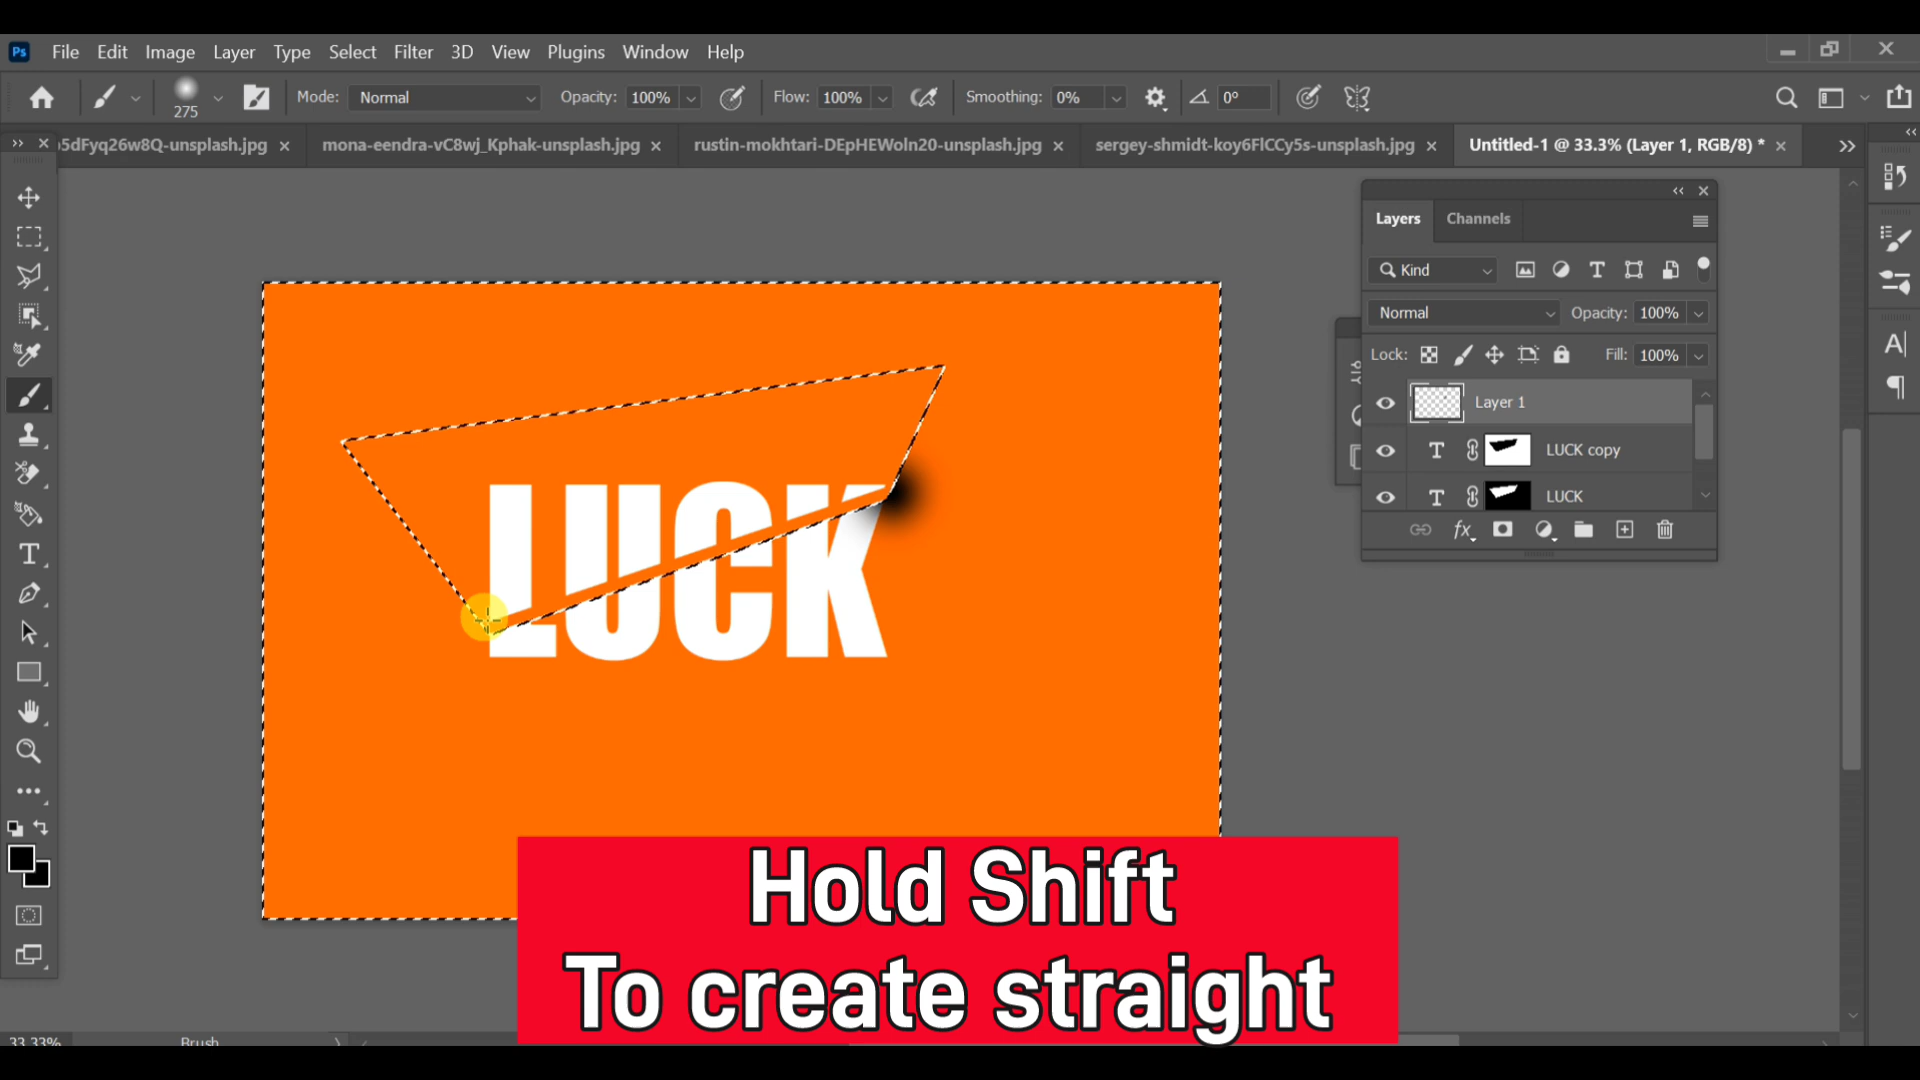 Ps File Edit Image Layer Type Select Filter 3D View Plugins Window Help
275 Mode: Normal Opacity: 100% Flow: 100% Smoothing: 0% 0°
5dFyq26w8Q-unsplash.jpg mona-eendra-vC8wj_Kphak-unsplash.jpg rustin-mokhtari-DEpHEWoln20-unsplash.jpg sergey-shmidt-koy6FlCCy5s-unsplash.jpg Untitled-1 @ 33.3% (Layer 1, RGB/8) *
Layers Channels
Kind
Normal Opacity: 100%
Lock: Fill: 100%
Layer 1
LUCK copy
LUCK
LUCK
Hold Shift
To create straight
33.33% Brush